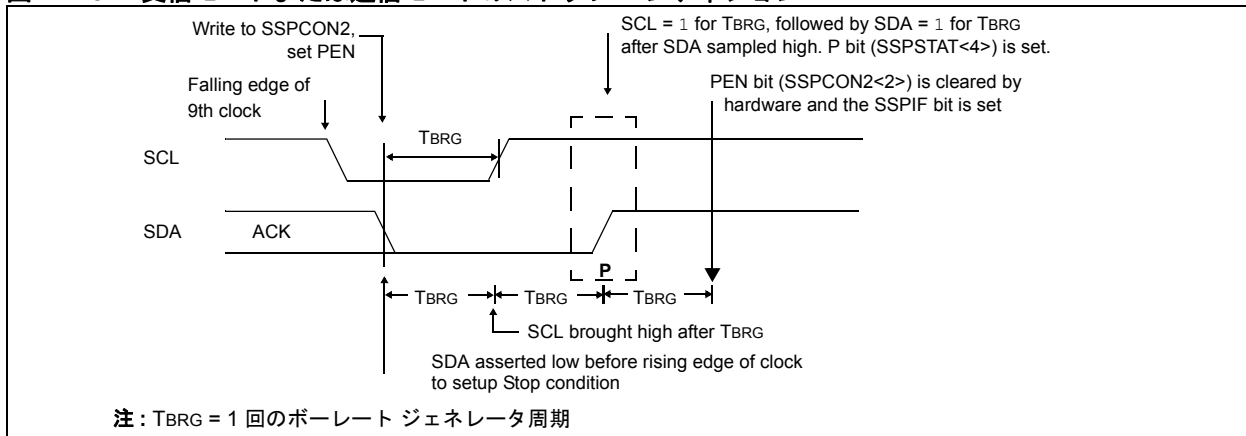 Write to SSPCON2,
set PEN
SCL = 1 for TBRG, followed by SDA = 1 for TBRG
after SDA sampled high. P bit (SSPSTAT<4>) is set.
Falling edge of
9th clock
PEN bit (SSPCON2<2>) is cleared by
hardware and the SSPIF bit is set
TBRG
SCL
SDA
ACK
P
TBRG
TBRG
TBRG
SCL brought high after TBRG
SDA asserted low before rising edge of clock
to setup Stop condition
注 : TBRG = 1 回のボーレート ジェネレータ周期